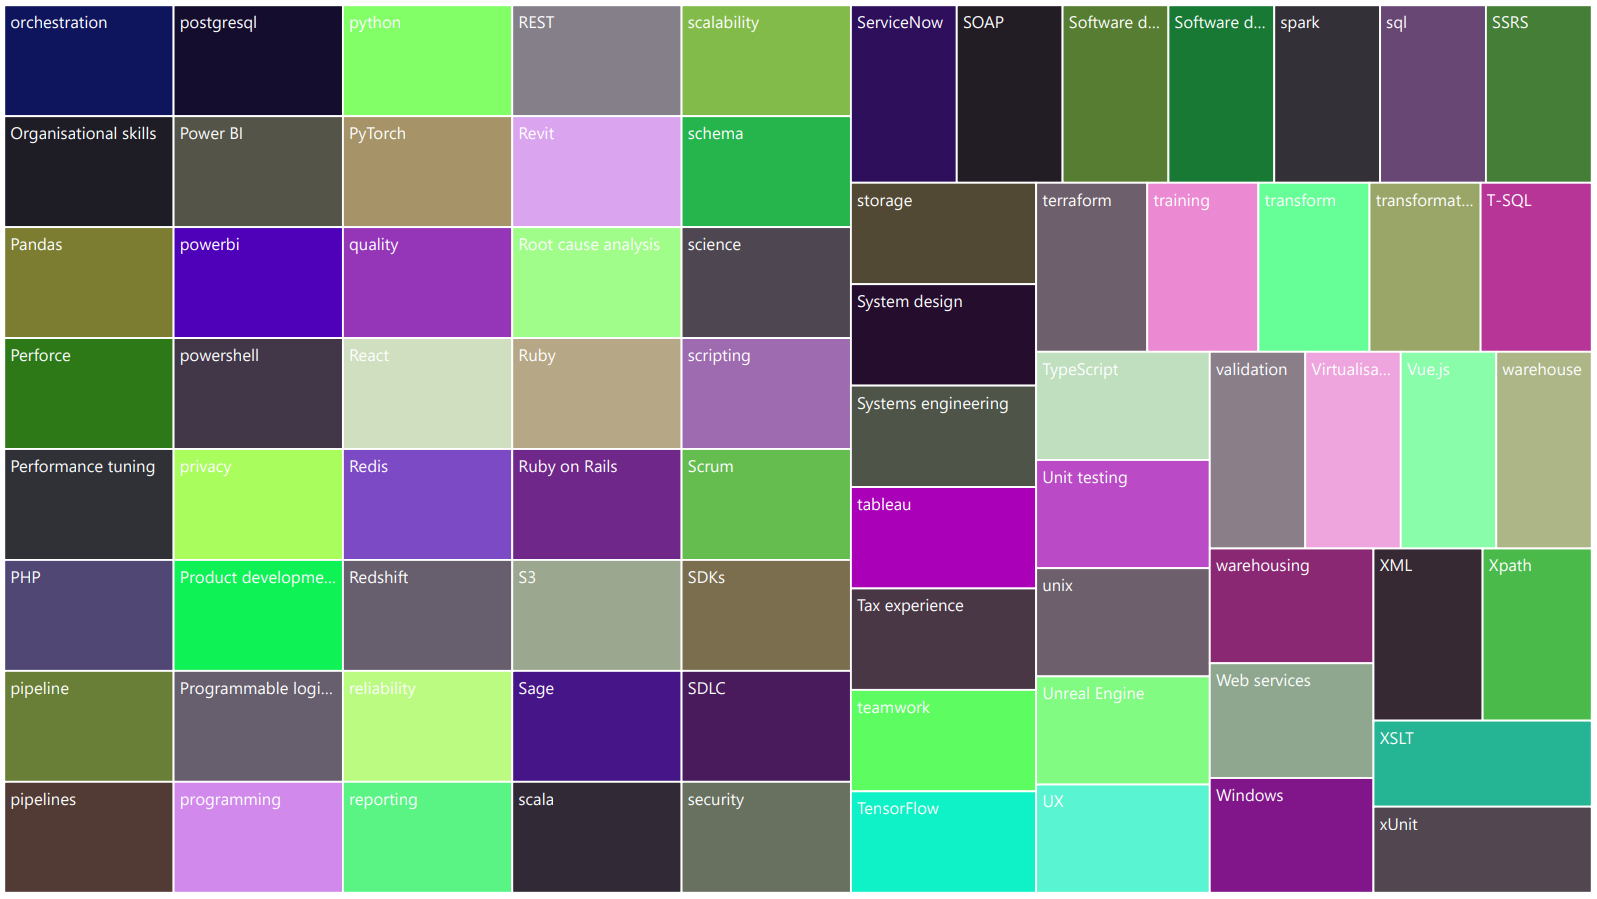 orchestration
Organisational skills
Pandas
Perforce
Performance tuning
PHP
pipeline
pipelines
postgresql
Power BI
powerbi
powershell
privacy
Product developme...
Programmable logi...
programming
python
PyTorch
quality
React
Redis
Redshift
reliability
reporting
REST
Revit
Root cause analysis
Ruby
Ruby on Rails
S3
Sage
scala
scalability
schema
science
scripting
Scrum
SDKs
SDLC
security
ServiceNow
SOAP
Software d...
Software d...
spark
sql
SSRS
storage
System design
Systems engineering
tableau
Tax experience
teamwork
TensorFlow
terraform
training
transform
transformat...
T-SQL
TypeScript
Unit testing
unix
Unreal Engine
UX
validation
Virtualisa...
Vue.js
warehouse
warehousing
Web services
Windows
XML
Xpath
XSLT
xUnit